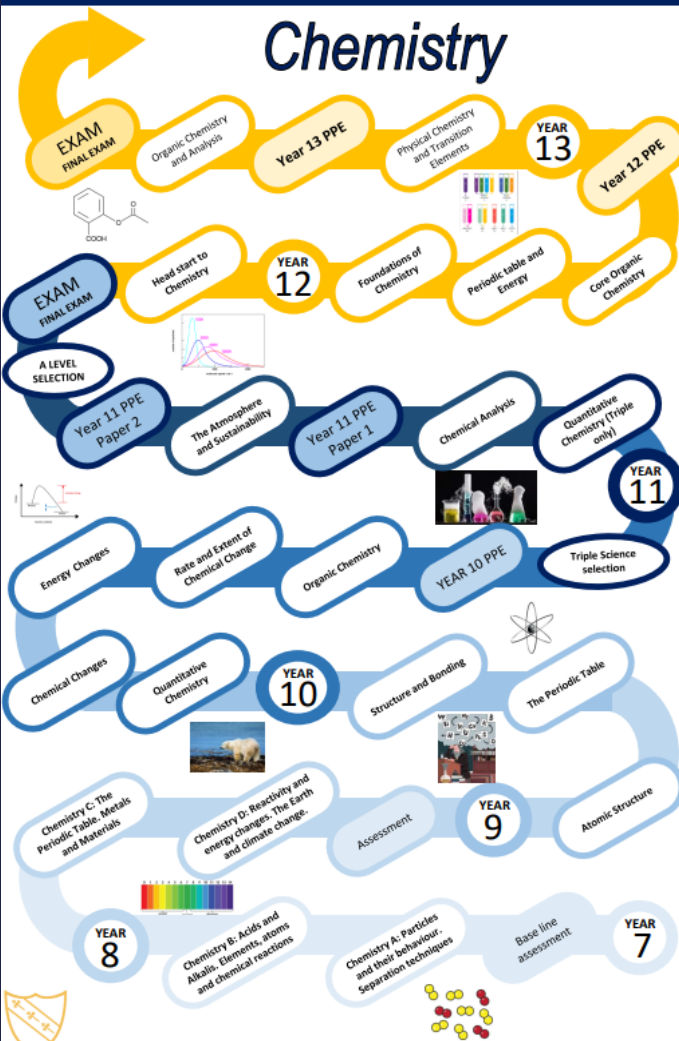 Chemistry
EXAM
FINAL EXAM
Organic Chemistry
and Analysis
Year 13 PPE
Physical Chemistry
and Transition
Elements
YEAR
13
Year 12 PPE
COOH
Head start to
Chemistry
YEAR
12
Foundations of
Chemistry
Periodic table and
Energy
Core Organic
Chemistry
EXAM
FINAL EXAM
A LEVEL
SELECTION
Year 11 PPE
Paper 2
The Atmosphere
and Sustainability
Year 11 PPE
Paper 1
Chemical Analysis
Quantitative
Chemistry (Triple
only)
YEAR
11
Energy Changes
Rate and Extent of
Chemical Change
Organic Chemistry
YEAR 10 PPE
Triple Science
selection
Chemical Changes
Quantitative
Chemistry
YEAR
10
Structure and Bonding
The Periodic Table
Chemistry C: The
Periodic Table. Metals
and Materials
Chemistry D: Reactivity and
energy changes. The Earth
and climate change.
Assessment
YEAR
9
Atomic Structure
YEAR
8
Chemistry B: Acids and
Alkalis. Elements, atoms
and chemical reactions
Chemistry A: Particles
and their behaviour.
Separation techniques
Base line
assessment
YEAR
7